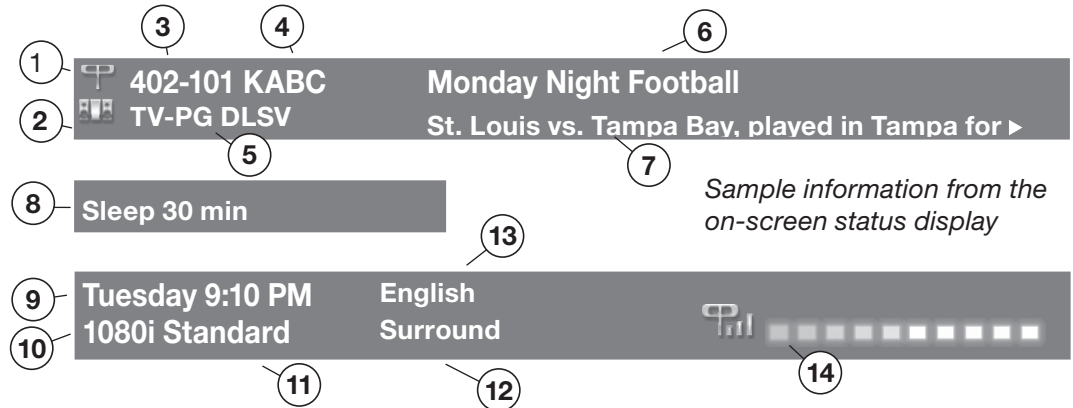 3 4 6
1 402-101 KABC Monday Night Football
2 TV-PG DLSV St. Louis vs. Tampa Bay, played in Tampa for ▶
5 7
8 Sleep 30 min
Sample information from the
on-screen status display
13
9 Tuesday 9:10 PM English
10 1080i Standard Surround
11 12 14